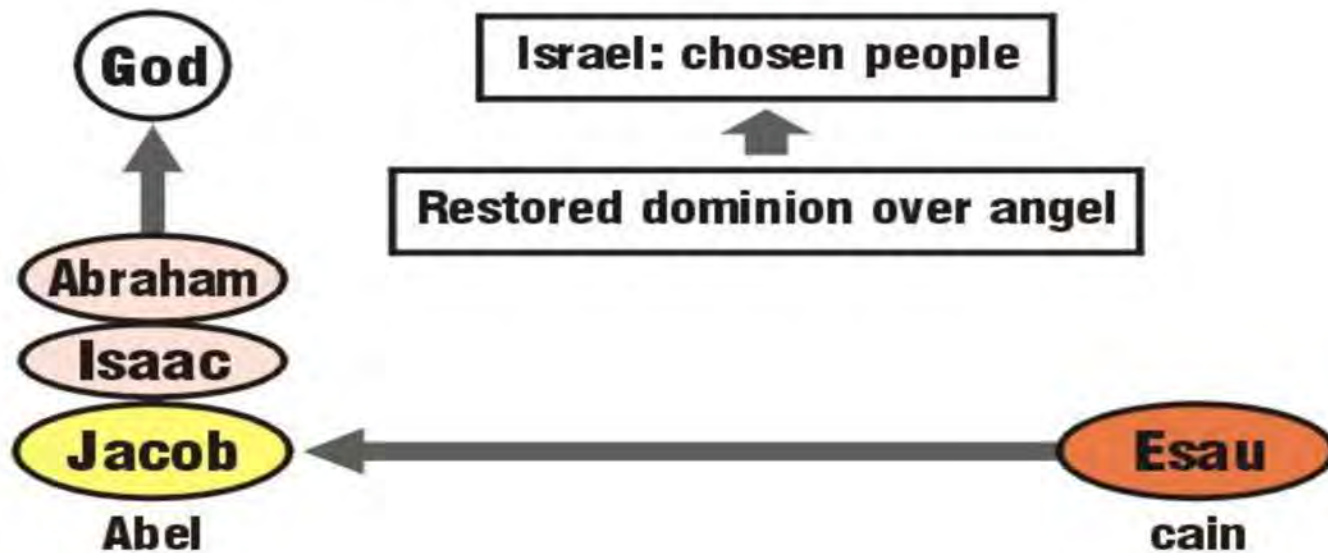 God
Israel: chosen people
Restored dominion over angel
Abraham
Isaac
Jacob
Esau
Abel
cain